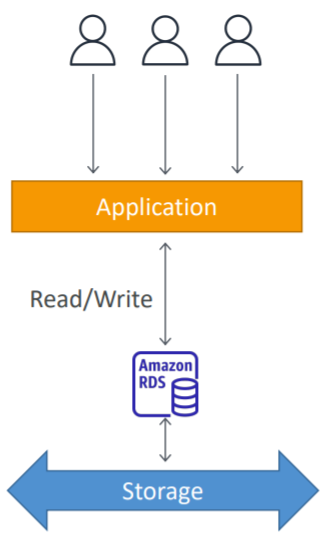 Application
Read/Write
Amazon
RDS
Storage